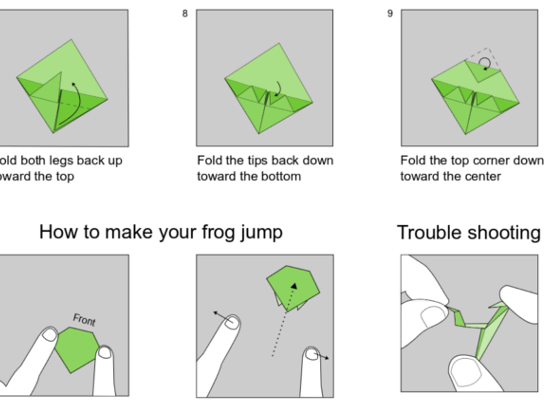 8
9
old both legs back up
oward the top
Fold the tips back down
toward the bottom
Fold the top corner down
toward the center
How to make your frog jump
Trouble shooting
Front